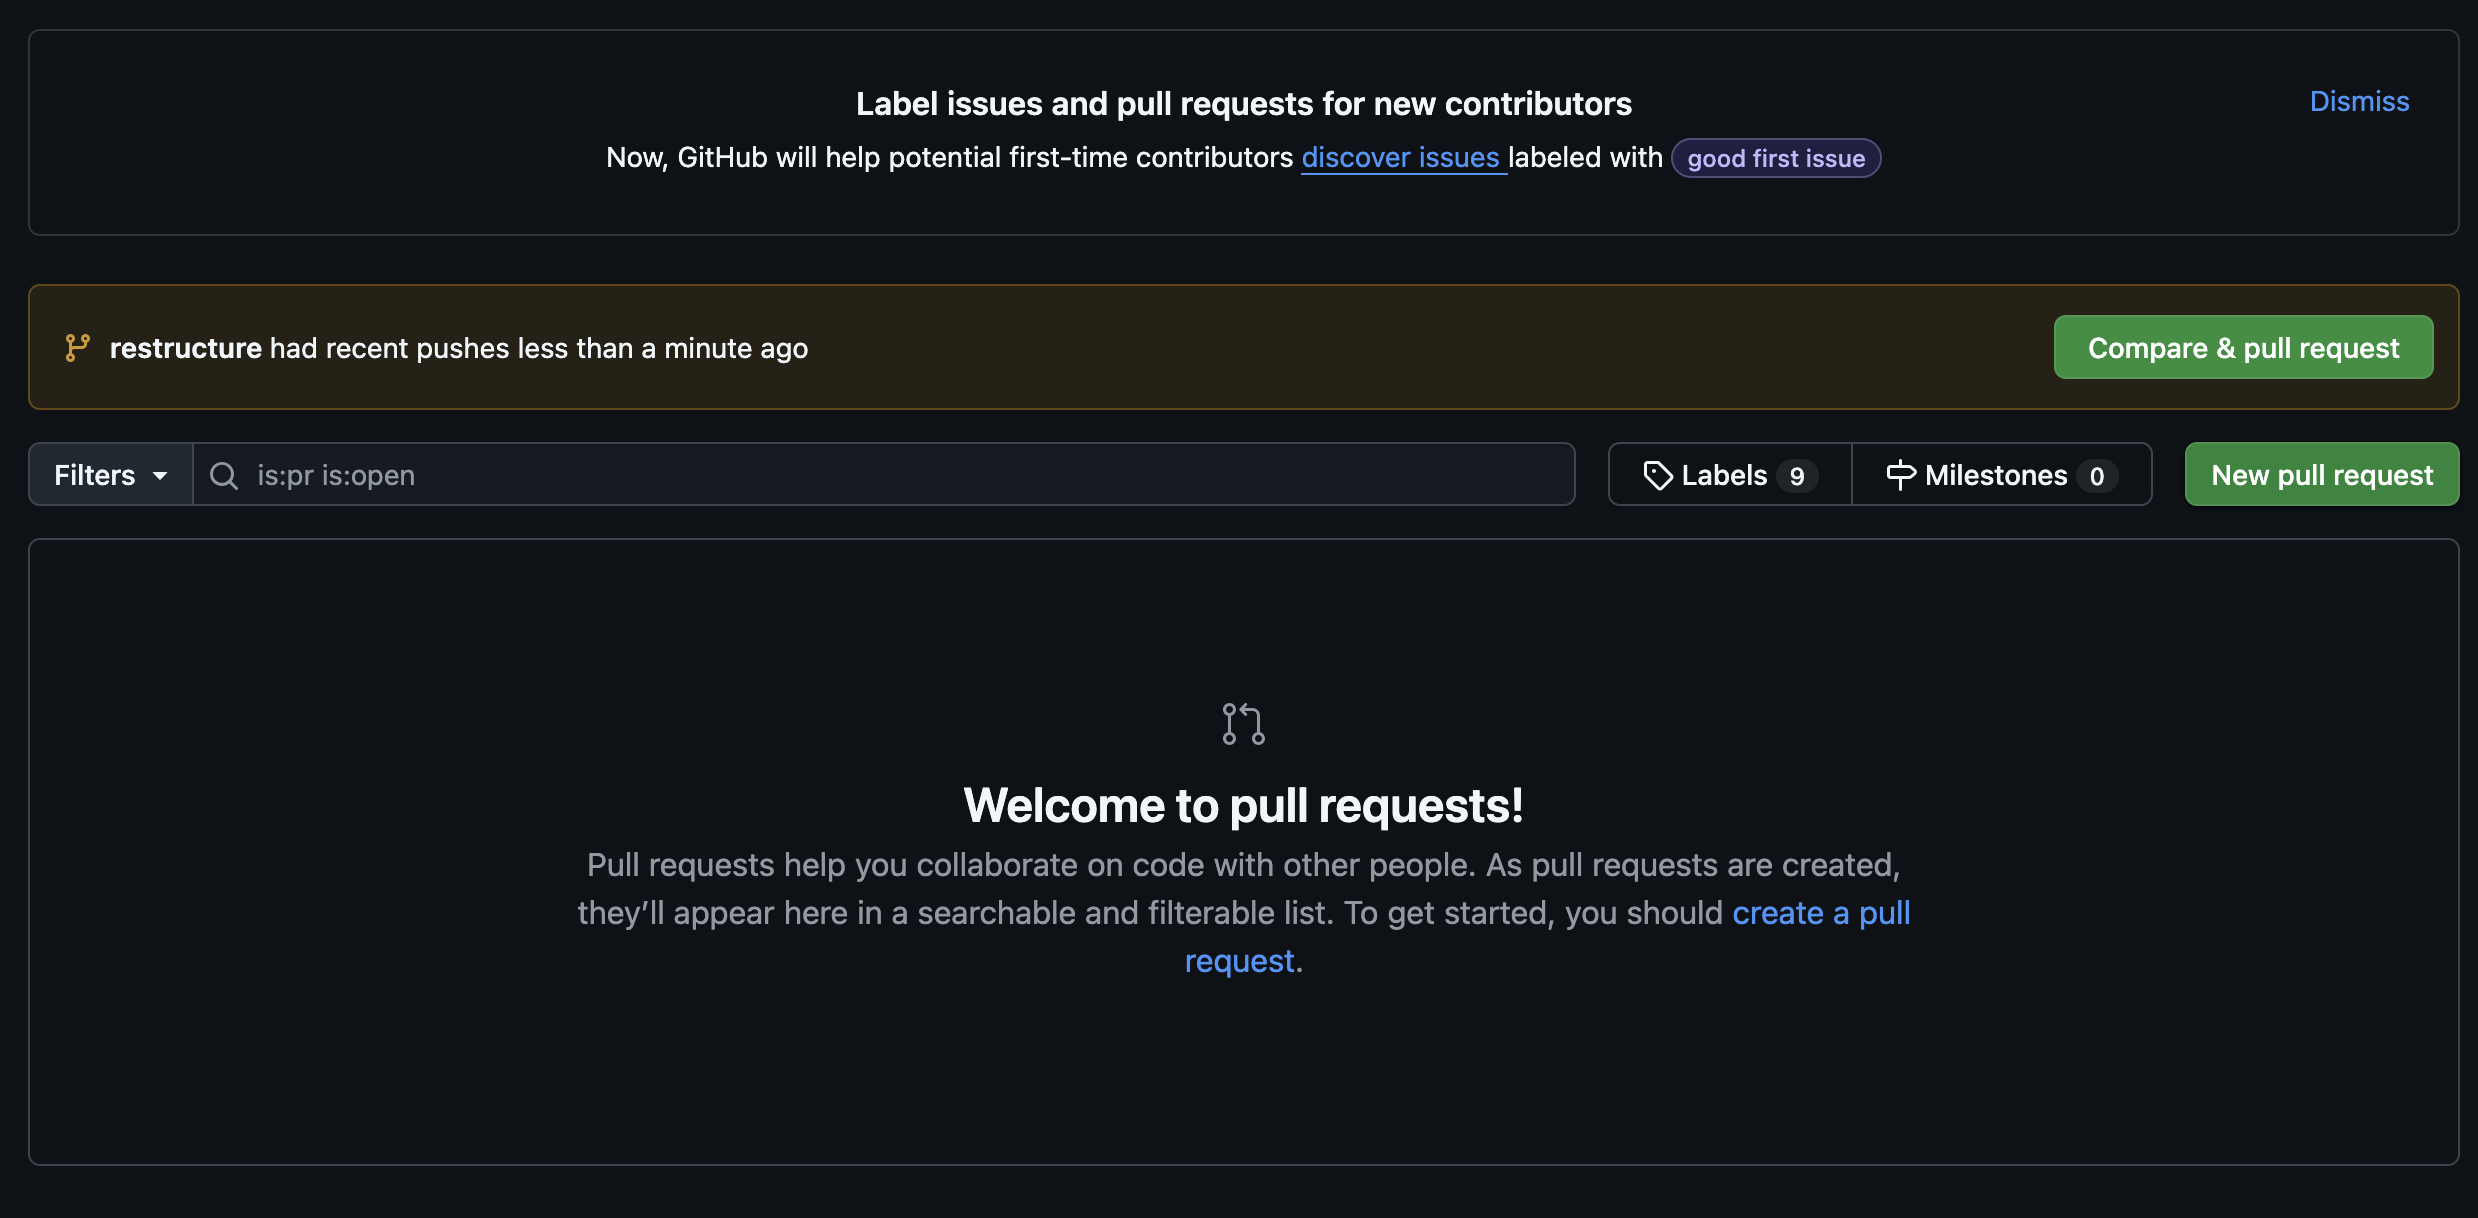 Label issues and pull requests for new contributors
Dismiss
Now, GitHub will help potential first-time contributors discover issues labeled with good first issue
restructure had recent pushes less than a minute ago
Compare & pull request
Filters
is:pr is:open
Labels 9
Milestones 0
New pull request
Welcome to pull requests!
Pull requests help you collaborate on code with other people. As pull requests are created,
they’ll appear here in a searchable and filterable list. To get started, you should create a pull
request.